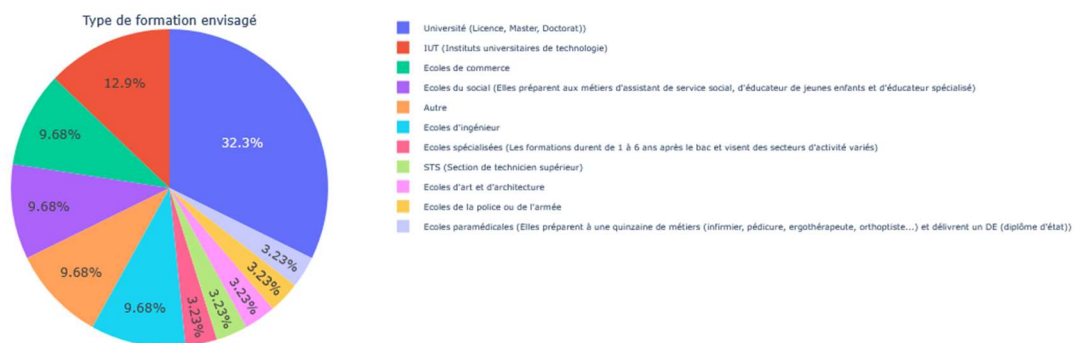 Type de formation envisagé
32.3%
12.9%
9.68%
9.68%
9.68%
9.68%
3.23%
3.23%
3.23%
3.23%
3.23%
Université (Licence, Master, Doctorat))
IUT (Instituts universitaires de technologie)
Ecoles de commerce
Ecoles du social (Elles préparent aux métiers d'assistant de service social, d'éducateur de jeunes enfants et d'éducateur spécialisé)
Autre
Ecoles d'ingénieur
Ecoles spécialisées (Les formations durent de 1 à 6 ans après le bac et visent des secteurs d'activité variés)
STS (Section de technicien supérieur)
Ecoles d'art et d'architecture
Ecoles de la police ou de l'armée
Ecoles paramédicales (Elles préparent à une quinzaine de métiers (infirmier, pédicure, ergothérapeute, orthoptiste...) et délivrent un DE (diplôme d'état))